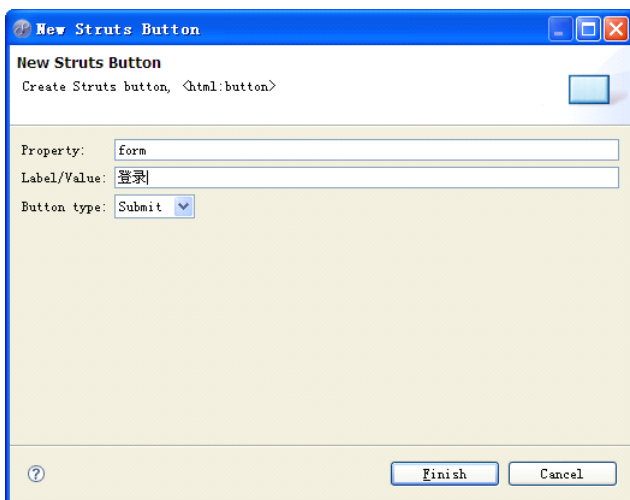 New Struts Button
New Struts Button
Create Struts button, <html:button>
Property: form
Label/Value: 登录
Button type: Submit
Finish Cancel